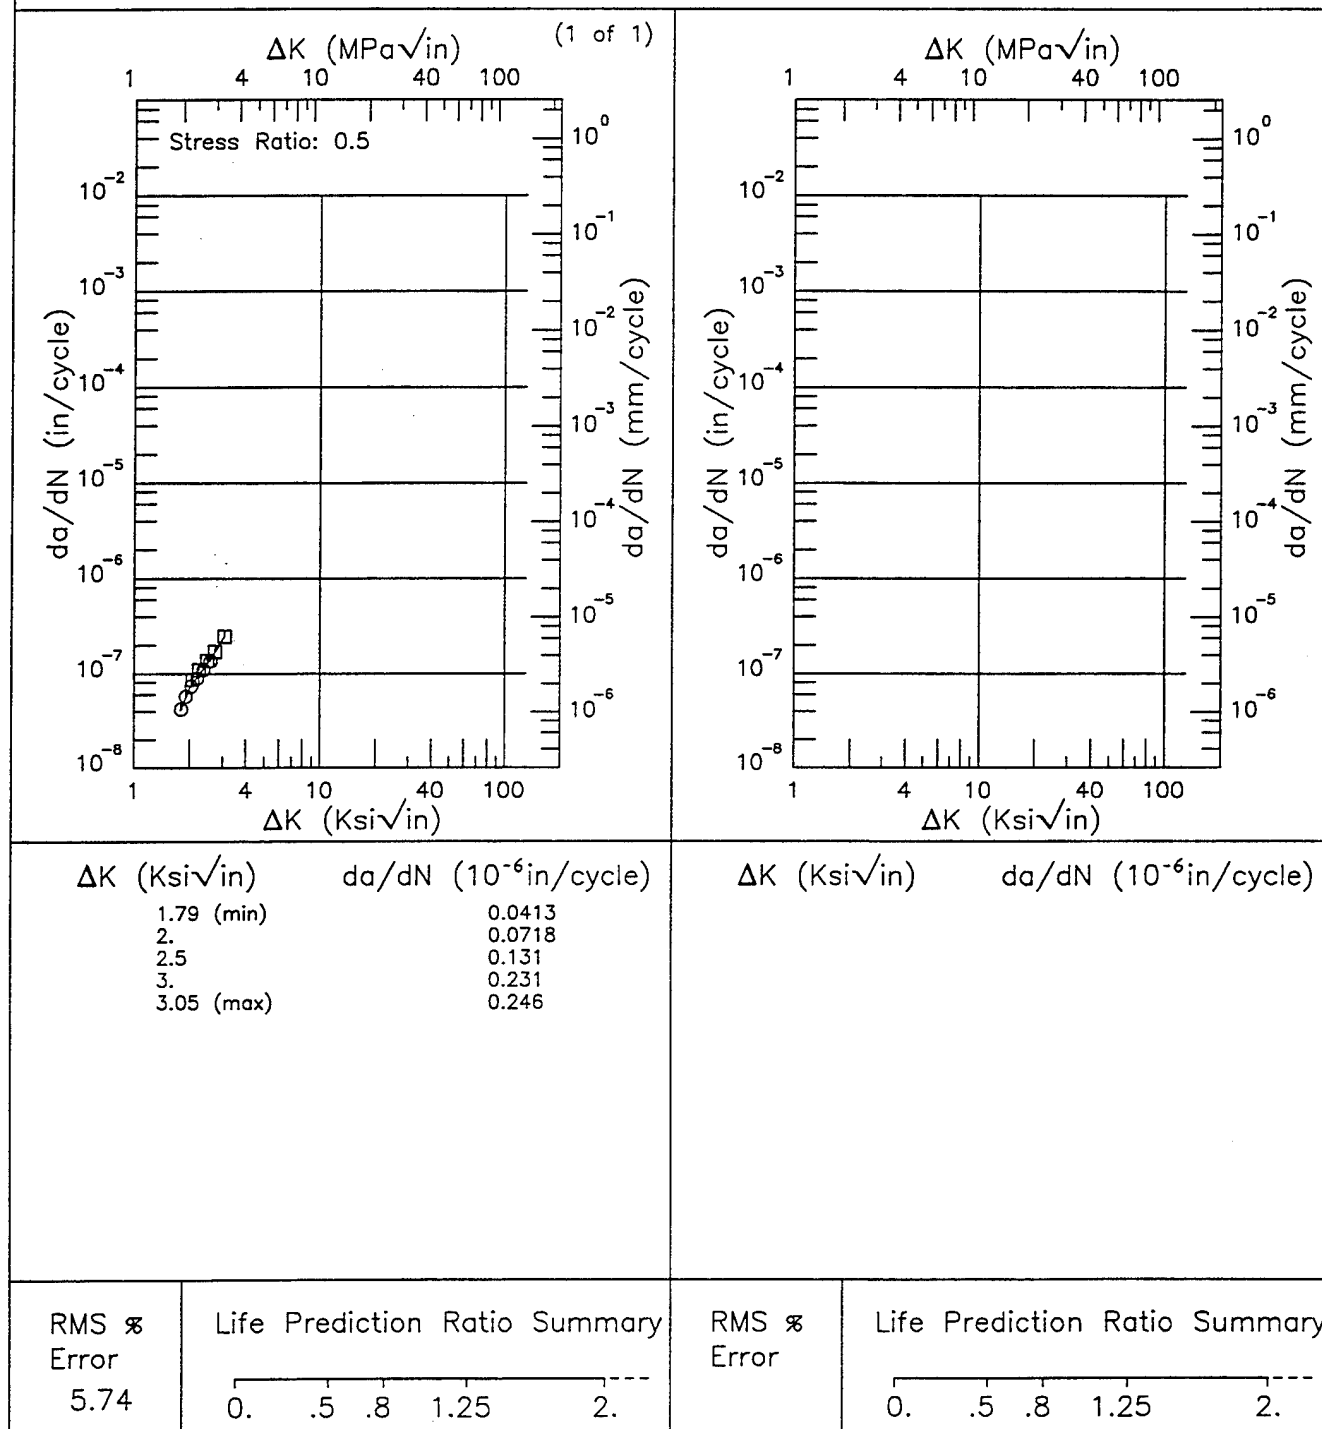 (1 of 1)
ΔK (MPa√in)
1 4 10 40 100
Stress Ratio: 0.5
da/dN (in/cycle)
10⁻²
10⁻³
10⁻⁴
10⁻⁵
10⁻⁶
10⁻⁷
10⁻⁸
da/dN (mm/cycle)
10⁰
10⁻¹
10⁻²
10⁻³
10⁻⁴
10⁻⁵
10⁻⁶
1 4 10 40 100
ΔK (Ksi√in)
ΔK (MPa√in)
1 4 10 40 100
da/dN (in/cycle)
10⁻²
10⁻³
10⁻⁴
10⁻⁵
10⁻⁶
10⁻⁷
10⁻⁸
da/dN (mm/cycle)
10⁰
10⁻¹
10⁻²
10⁻³
10⁻⁴
10⁻⁵
10⁻⁶
1 4 10 40 100
ΔK (Ksi√in)
ΔK (Ksi√in) da/dN (10⁻⁶in/cycle)
1.79 (min) 0.0413
2. 0.0718
2.5 0.131
3. 0.231
3.05 (max) 0.246
ΔK (Ksi√in) da/dN (10⁻⁶in/cycle)
RMS %
Error
5.74
Life Prediction Ratio Summary
0. .5 .8 1.25 2.
RMS %
Error
Life Prediction Ratio Summary
0. .5 .8 1.25 2.